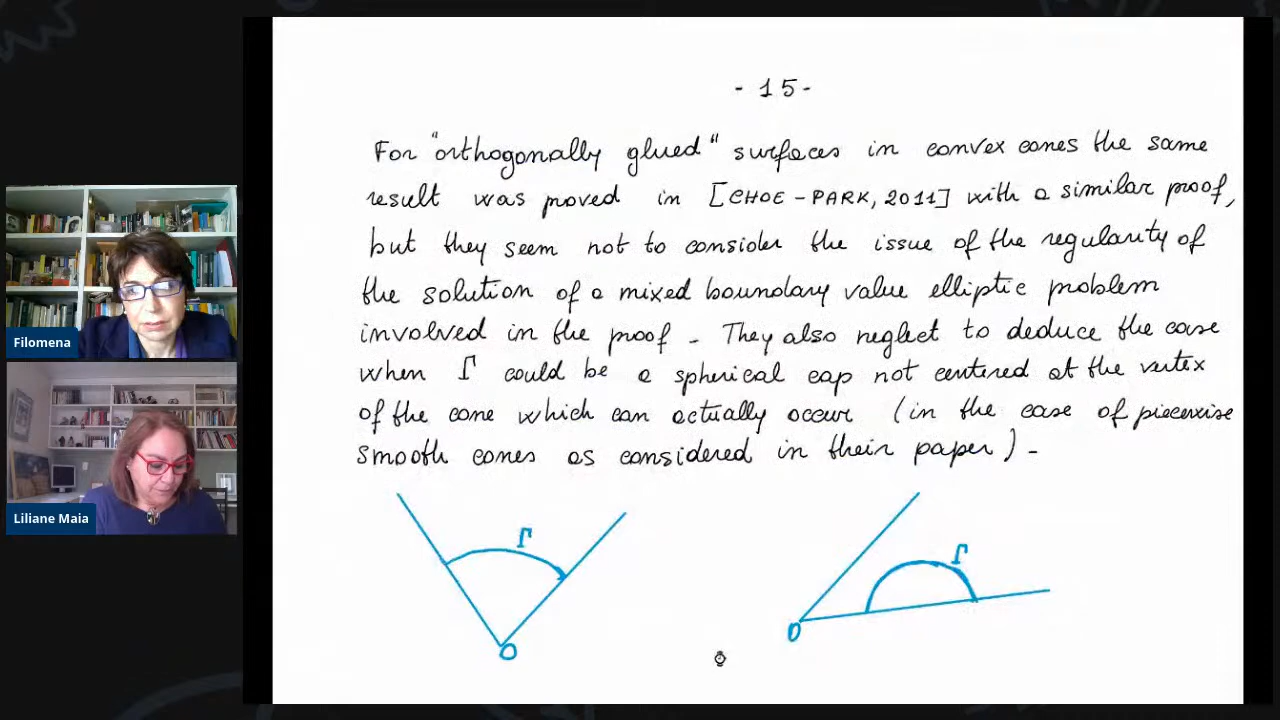 - 15 -
For "orthogonally glued" surfaces in convex cones the same
result was proved in [CHOE - PARK, 2011] with a similar proof,
but they seem not to consider the issue of the regularity of
the solution of a mixed boundary value elliptic problem
involved in the proof - They also neglect to deduce the case
when Γ could be a spherical cap not centered at the vertex
of the cone which can actually occur (in the case of piecewise
smooth cones as considered in their paper) -
Γ
O
Γ
O
Filomena
Liliane Maia